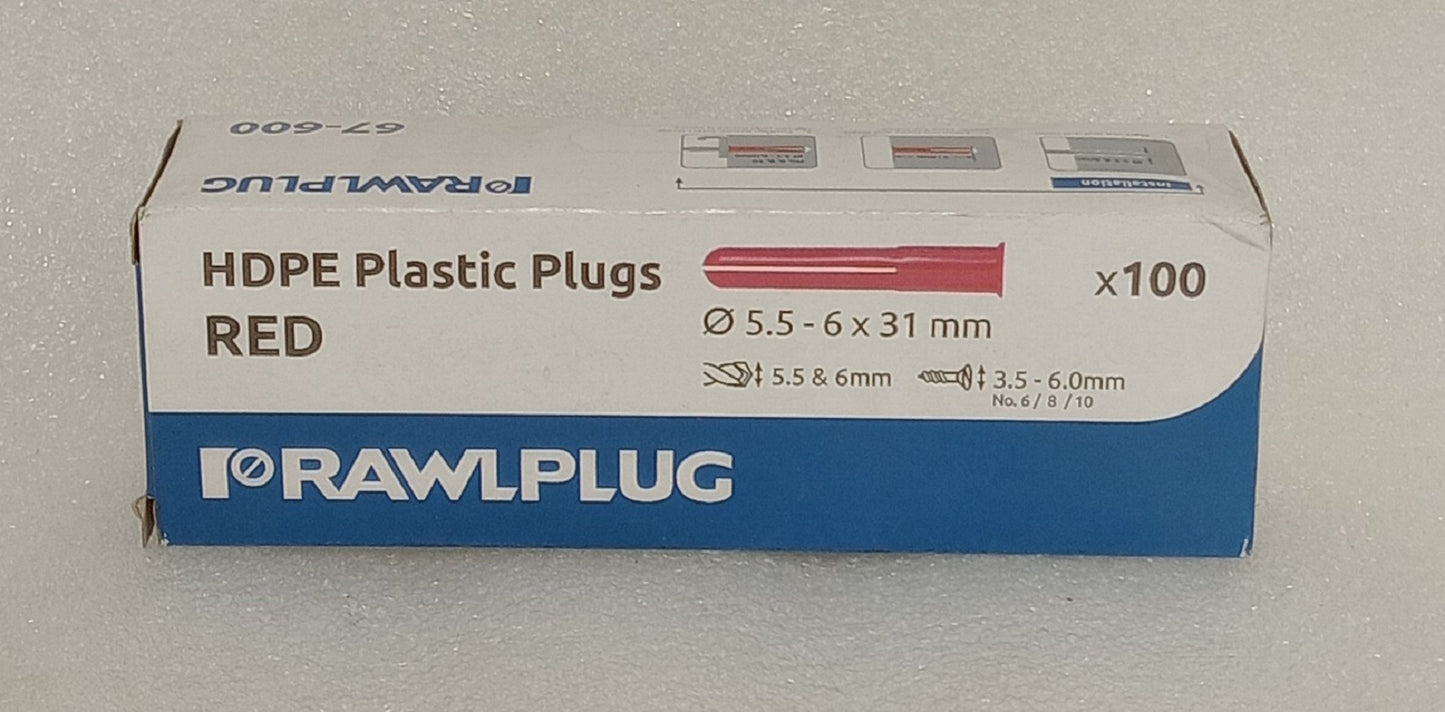 67-600
RAWLPLUG
Installation
HDPE Plastic Plugs
RED
x100
Ø 5.5 - 6 x 31 mm
5.5 & 6mm
3.5 - 6.0mm
No. 6 / 8 / 10
RAWLPLUG